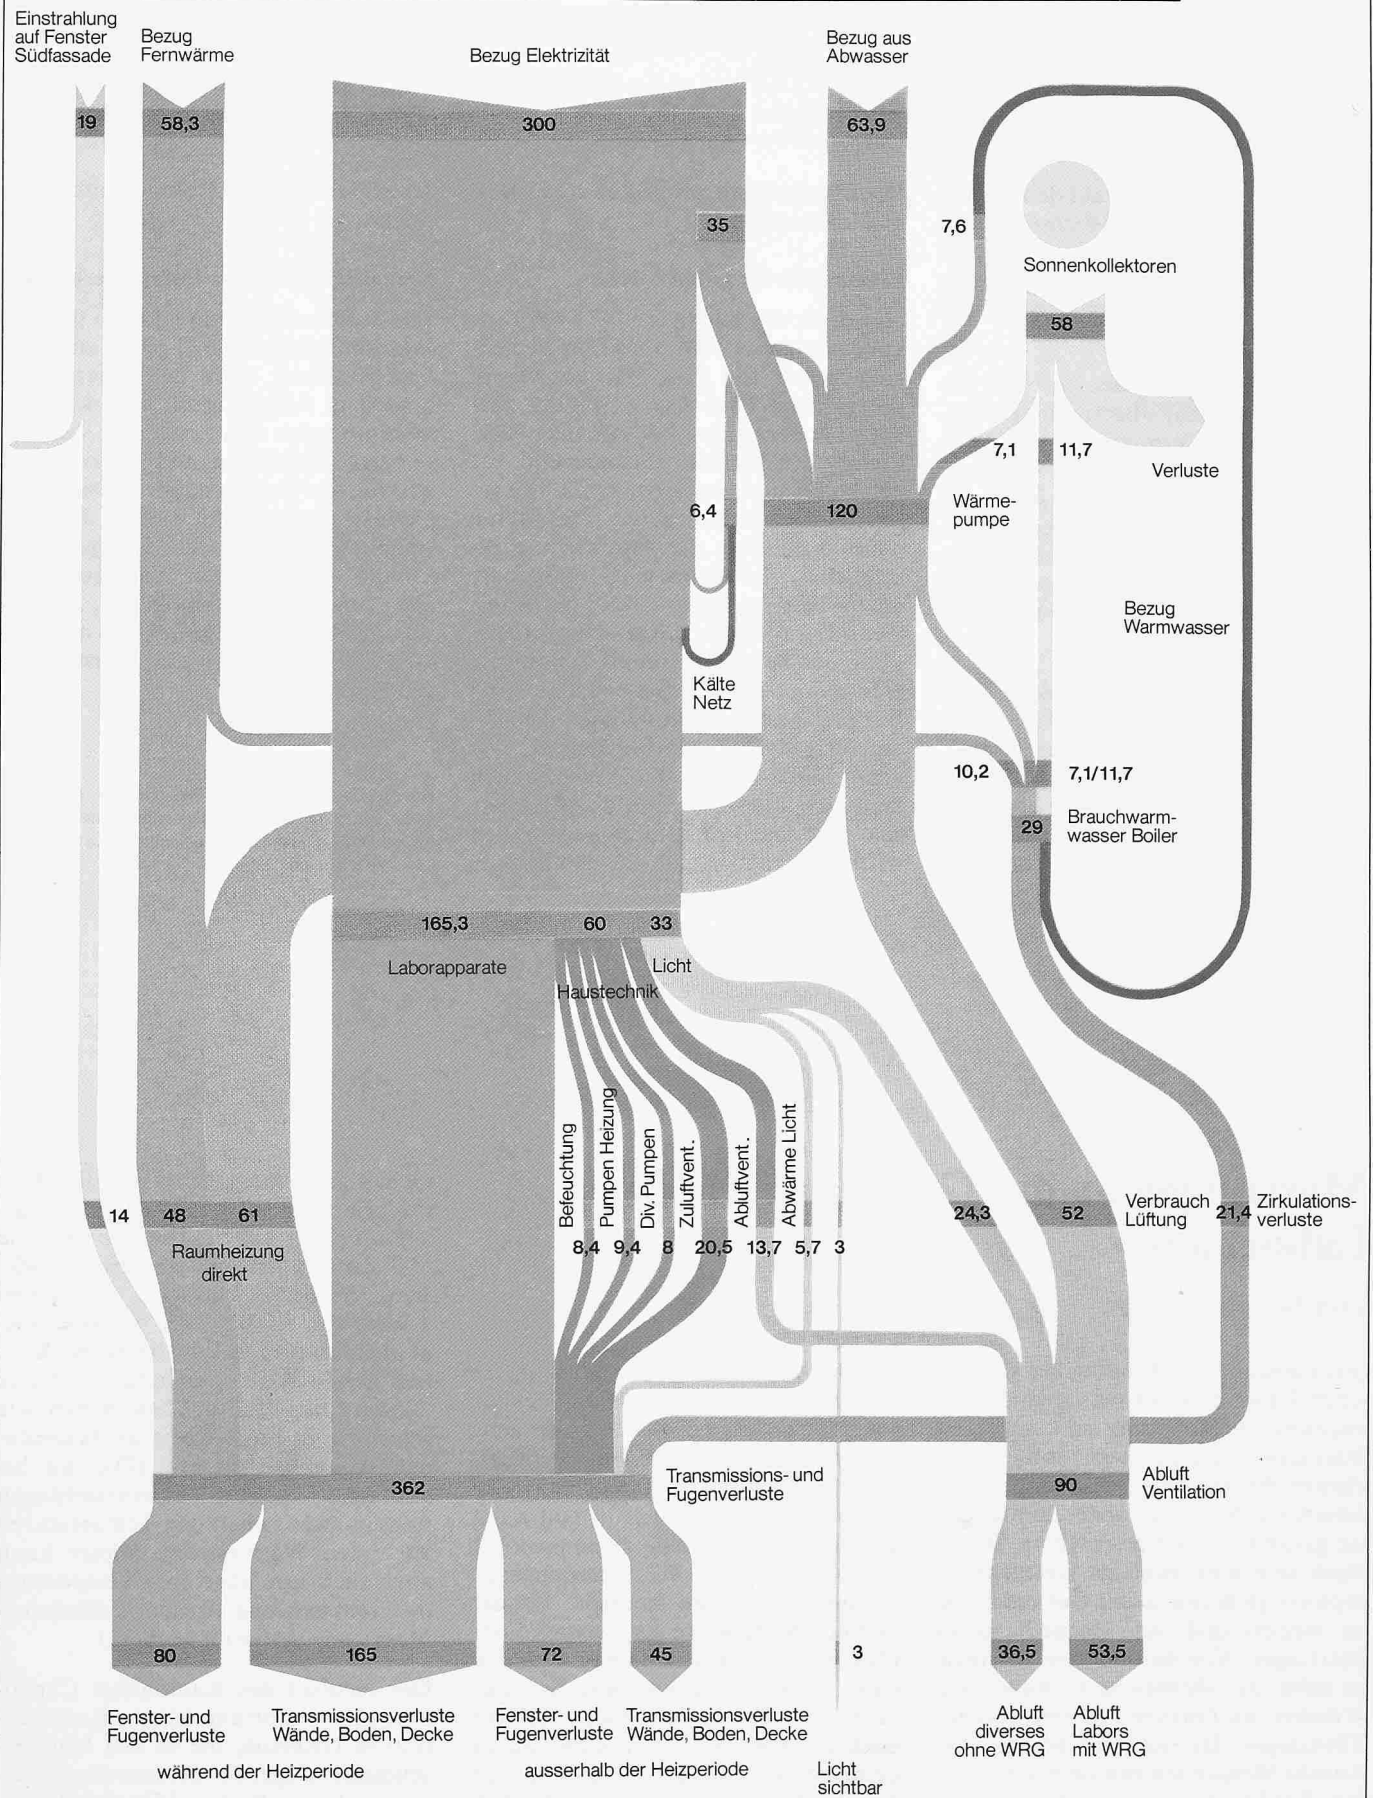 Einstrahlung
auf Fenster
Südfassade
Bezug
Fernwärme
Bezug Elektrizität
Bezug aus
Abwasser
19
58,3
300
63,9
35
7,6
Sonnenkollektoren
58
7,1
11,7
Verluste
6,4
120
Wärme-
pumpe
Bezug
Warmwasser
Kälte
Netz
10,2
7,1/11,7
29
Brauchwarm-
wasser Boiler
165,3
60
33
Laborapparate
Licht
Haustechnik
Befeuchtung
Pumpen Heizung
Div. Pumpen
Zuluftvent.
Abluftvent.
Abwärme Licht
14
48
61
24,3
52
Verbrauch
Lüftung
21,4
Zirkulations-
verluste
Raumheizung
direkt
8,4
9,4
8
20,5
13,7
5,7
3
362
Transmissions- und
Fugenverluste
90
Abluft
Ventilation
80
165
72
45
3
36,5
53,5
Fenster- und
Fugenverluste
Transmissionsverluste
Wände, Boden, Decke
Fenster- und
Fugenverluste
Transmissionsverluste
Wände, Boden, Decke
Abluft
diverses
ohne WRG
Abluft
Labors
mit WRG
während der Heizperiode
ausserhalb der Heizperiode
Licht
sichtbar